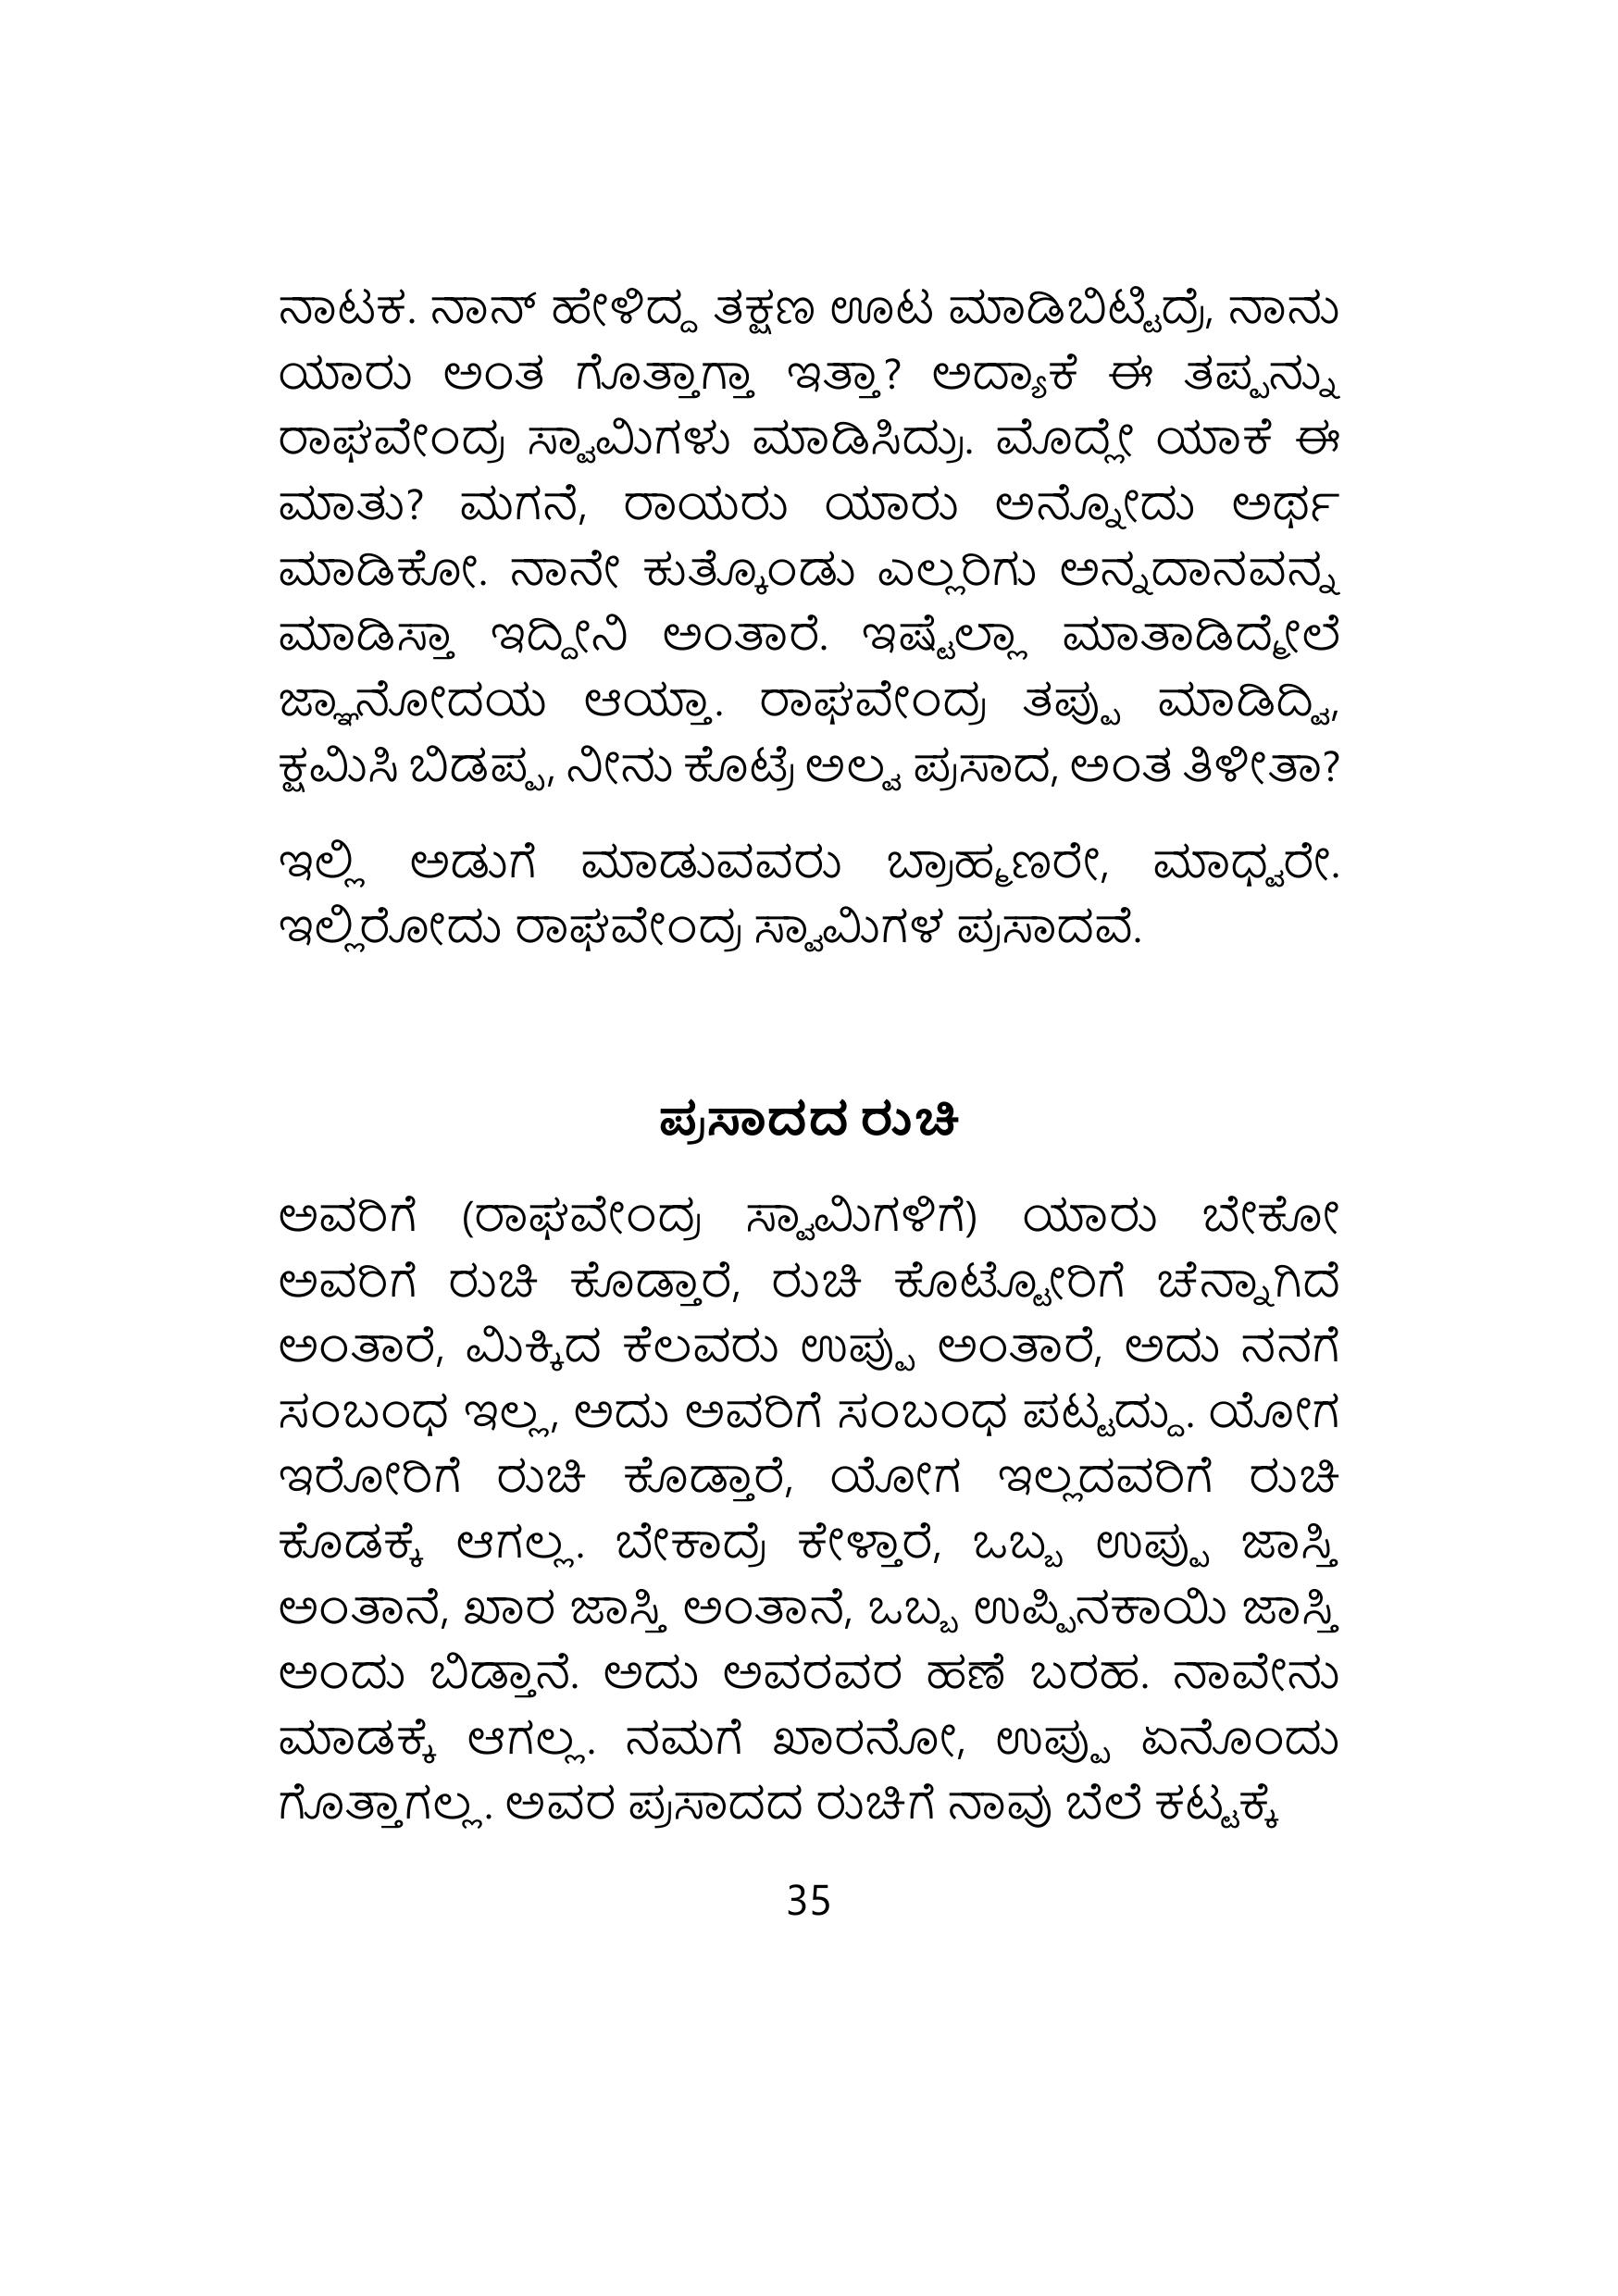 ನಾಟಕ. ನಾನ್ ಹೇಳಿದ್ದ ತಕ್ಷಣ ಊಟ ಮಾಡಿಬಿಟ್ಟಿದ್ರೆ, ನಾನು
ಯಾರು ಅಂತ ಗೊತ್ತಾಗ್ತಾ ಇತ್ತಾ? ಅದ್ಯಾಕೆ ಈ ತಪ್ಪನ್ನು
ರಾಘವೇಂದ್ರ ಸ್ವಾಮಿಗಳು ಮಾಡಿಸಿದ್ರು. ಮೊದ್ಲೇ ಯಾಕೆ ಈ
ಮಾತು? ಮಗನೆ, ರಾಯರು ಯಾರು ಅನ್ನೋದು ಅರ್ಥ
ಮಾಡಿಕೋ. ನಾನೇ ಕುತ್ಕೊಂಡು ಎಲ್ಲರಿಗು ಅನ್ನದಾನವನ್ನ
ಮಾಡಿಸ್ತಾ ಇದ್ದೀನಿ ಅಂತಾರೆ. ಇಷ್ಟೆಲ್ಲಾ ಮಾತಾಡಿದ್ಮೇಲೆ
ಜ್ಞಾನೋದಯ ಆಯ್ತಾ. ರಾಘವೇಂದ್ರ ತಪ್ಪು ಮಾಡಿದ್ವಿ,
ಕ್ಷಮಿಸಿ ಬಿಡಪ್ಪ, ನೀನು ಕೊಟ್ರೆ ಅಲ್ವ ಪ್ರಸಾದ, ಅಂತ ತಿಳೀತಾ?
ಇಲ್ಲಿ ಅಡುಗೆ ಮಾಡುವವರು ಬ್ರಾಹ್ಮಣರೇ, ಮಾಧ್ವರೇ.
ಇಲ್ಲಿರೋದು ರಾಘವೇಂದ್ರ ಸ್ವಾಮಿಗಳ ಪ್ರಸಾದವೆ.
ಪ್ರಸಾದದ ರುಚಿ
ಅವರಿಗೆ (ರಾಘವೇಂದ್ರ ಸ್ವಾಮಿಗಳಿಗೆ) ಯಾರು ಬೇಕೋ
ಅವರಿಗೆ ರುಚಿ ಕೊಡ್ತಾರೆ, ರುಚಿ ಕೊಟ್ಟೋರಿಗೆ ಚೆನ್ನಾಗಿದೆ
ಅಂತಾರೆ, ಮಿಕ್ಕಿದ ಕೆಲವರು ಉಪ್ಪು ಅಂತಾರೆ, ಅದು ನನಗೆ
ಸಂಬಂಧ ಇಲ್ಲ, ಅದು ಅವರಿಗೆ ಸಂಬಂಧ ಪಟ್ಟದ್ದು. ಯೋಗ
ಇರೋರಿಗೆ ರುಚಿ ಕೊಡ್ತಾರೆ, ಯೋಗ ಇಲ್ಲದವರಿಗೆ ರುಚಿ
ಕೊಡಕ್ಕೆ ಆಗಲ್ಲ. ಬೇಕಾದ್ರೆ ಕೇಳ್ತಾರೆ, ಒಬ್ಬ ಉಪ್ಪು ಜಾಸ್ತಿ
ಅಂತಾನೆ, ಖಾರ ಜಾಸ್ತಿ ಅಂತಾನೆ, ಒಬ್ಬ ಉಪ್ಪಿನಕಾಯಿ ಜಾಸ್ತಿ
ಅಂದು ಬಿಡ್ತಾನೆ. ಅದು ಅವರವರ ಹಣೆ ಬರಹ. ನಾವೇನು
ಮಾಡಕ್ಕೆ ಆಗಲ್ಲ. ನಮಗೆ ಖಾರನೋ, ಉಪ್ಪು ಏನೊಂದು
ಗೊತ್ತಾಗಲ್ಲ. ಅವರ ಪ್ರಸಾದದ ರುಚಿಗೆ ನಾವು ಬೆಲೆ ಕಟ್ಟಕ್ಕೆ
35